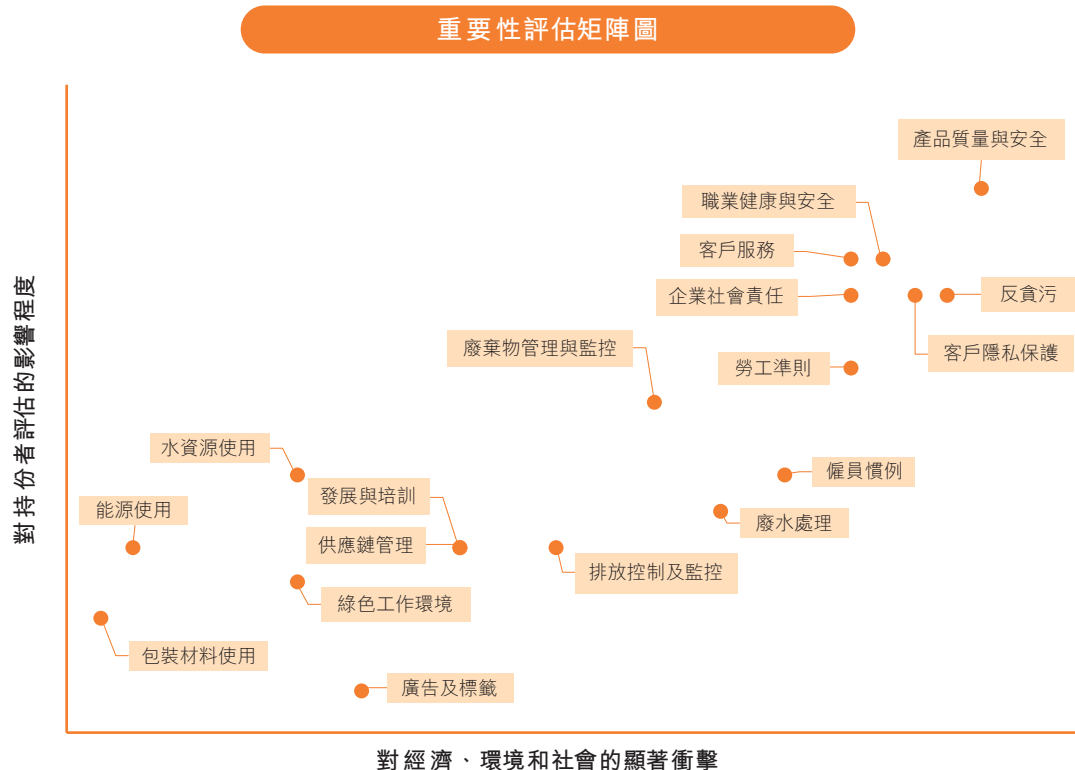 重要性評估矩陣圖
產品質量與安全
職業健康與安全
客戶服務
企業社會責任
反貪污
客戶隱私保護
廢棄物管理與監控
勞工準則
水資源使用
發展與培訓
僱員慣例
能源使用
廢水處理
供應鏈管理
排放控制及監控
綠色工作環境
包裝材料使用
廣告及標籤
對持份者評估的影響程度
對經濟、環境和社會的顯著衝擊